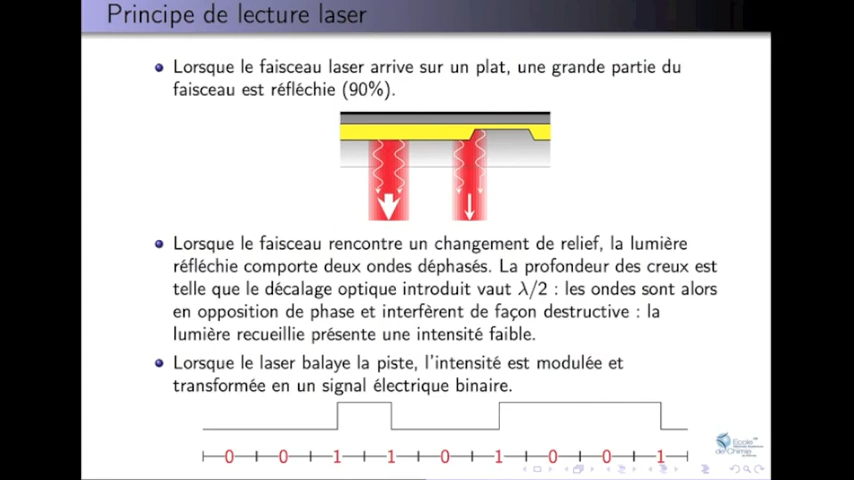 Principe de lecture laser
Lorsque le faisceau laser arrive sur un plat, une grande partie du
faisceau est réfléchie (90%).
Lorsque le faisceau rencontre un changement de relief, la lumière
réfléchie comporte deux ondes déphasés. La profondeur des creux est
telle que le décalage optique introduit vaut λ/2 : les ondes sont alors
en opposition de phase et interfèrent de façon destructive : la
lumière recueillie présente une intensité faible.
Lorsque le laser balaye la piste, l'intensité est modulée et
transformée en un signal électrique binaire.
0 0 1 1 0 1 0 0 1
Ecole
de Chimie